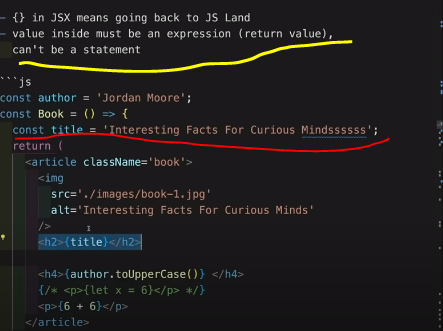 - {} in JSX means going back to JS Land
- value inside must be an expression (return value),
can't be a statement
```js
const author = 'Jordan Moore';
const Book = () => {
const title = 'Interesting Facts For Curious Mindssssss';
return (
<article className='book'>
<img
src='./images/book-1.jpg'
alt='Interesting Facts For Curious Minds'
/>
<h2>{title}</h2>
<h4>{author.toUpperCase()} </h4>
{/* <p>{let x = 6}</p> */}
<p>{6 + 6}</p>
</article>